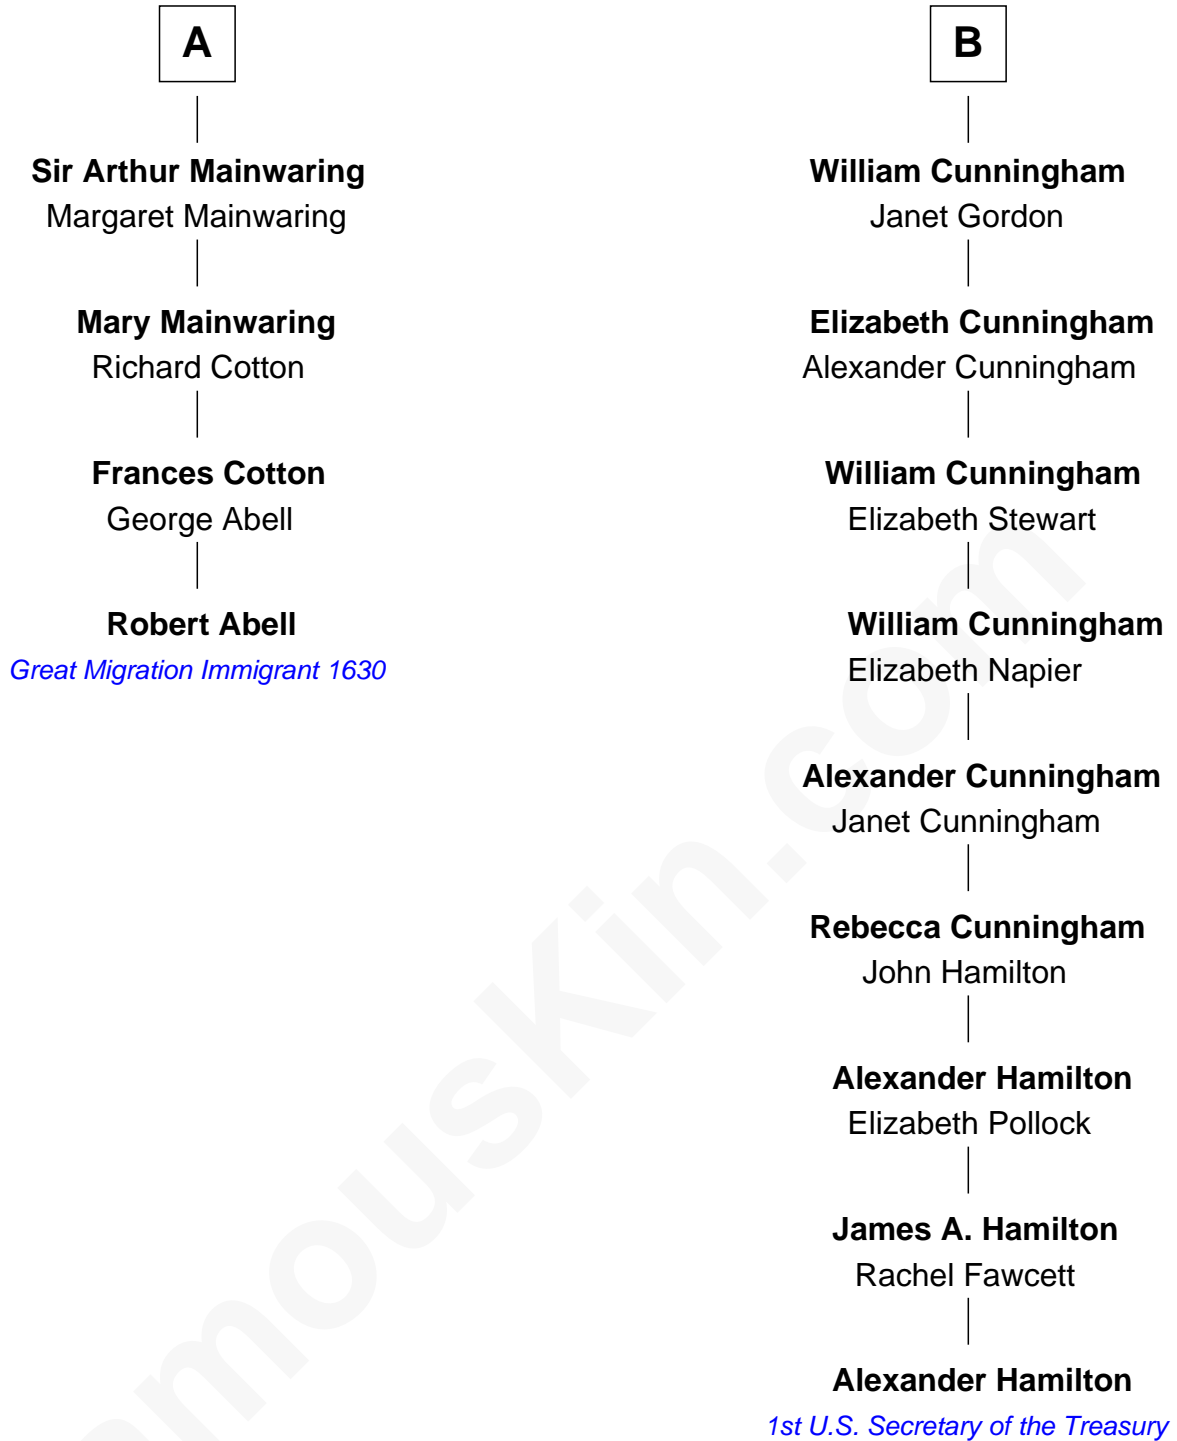 A
Sir Arthur Mainwaring
Margaret Mainwaring
Mary Mainwaring
Richard Cotton
Frances Cotton
George Abell
Robert Abell
Great Migration Immigrant 1630
B
William Cunningham
Janet Gordon
Elizabeth Cunningham
Alexander Cunningham
William Cunningham
Elizabeth Stewart
William Cunningham
Elizabeth Napier
Alexander Cunningham
Janet Cunningham
Rebecca Cunningham
John Hamilton
Alexander Hamilton
Elizabeth Pollock
James A. Hamilton
Rachel Fawcett
Alexander Hamilton
1st U.S. Secretary of the Treasury
amouskin.com